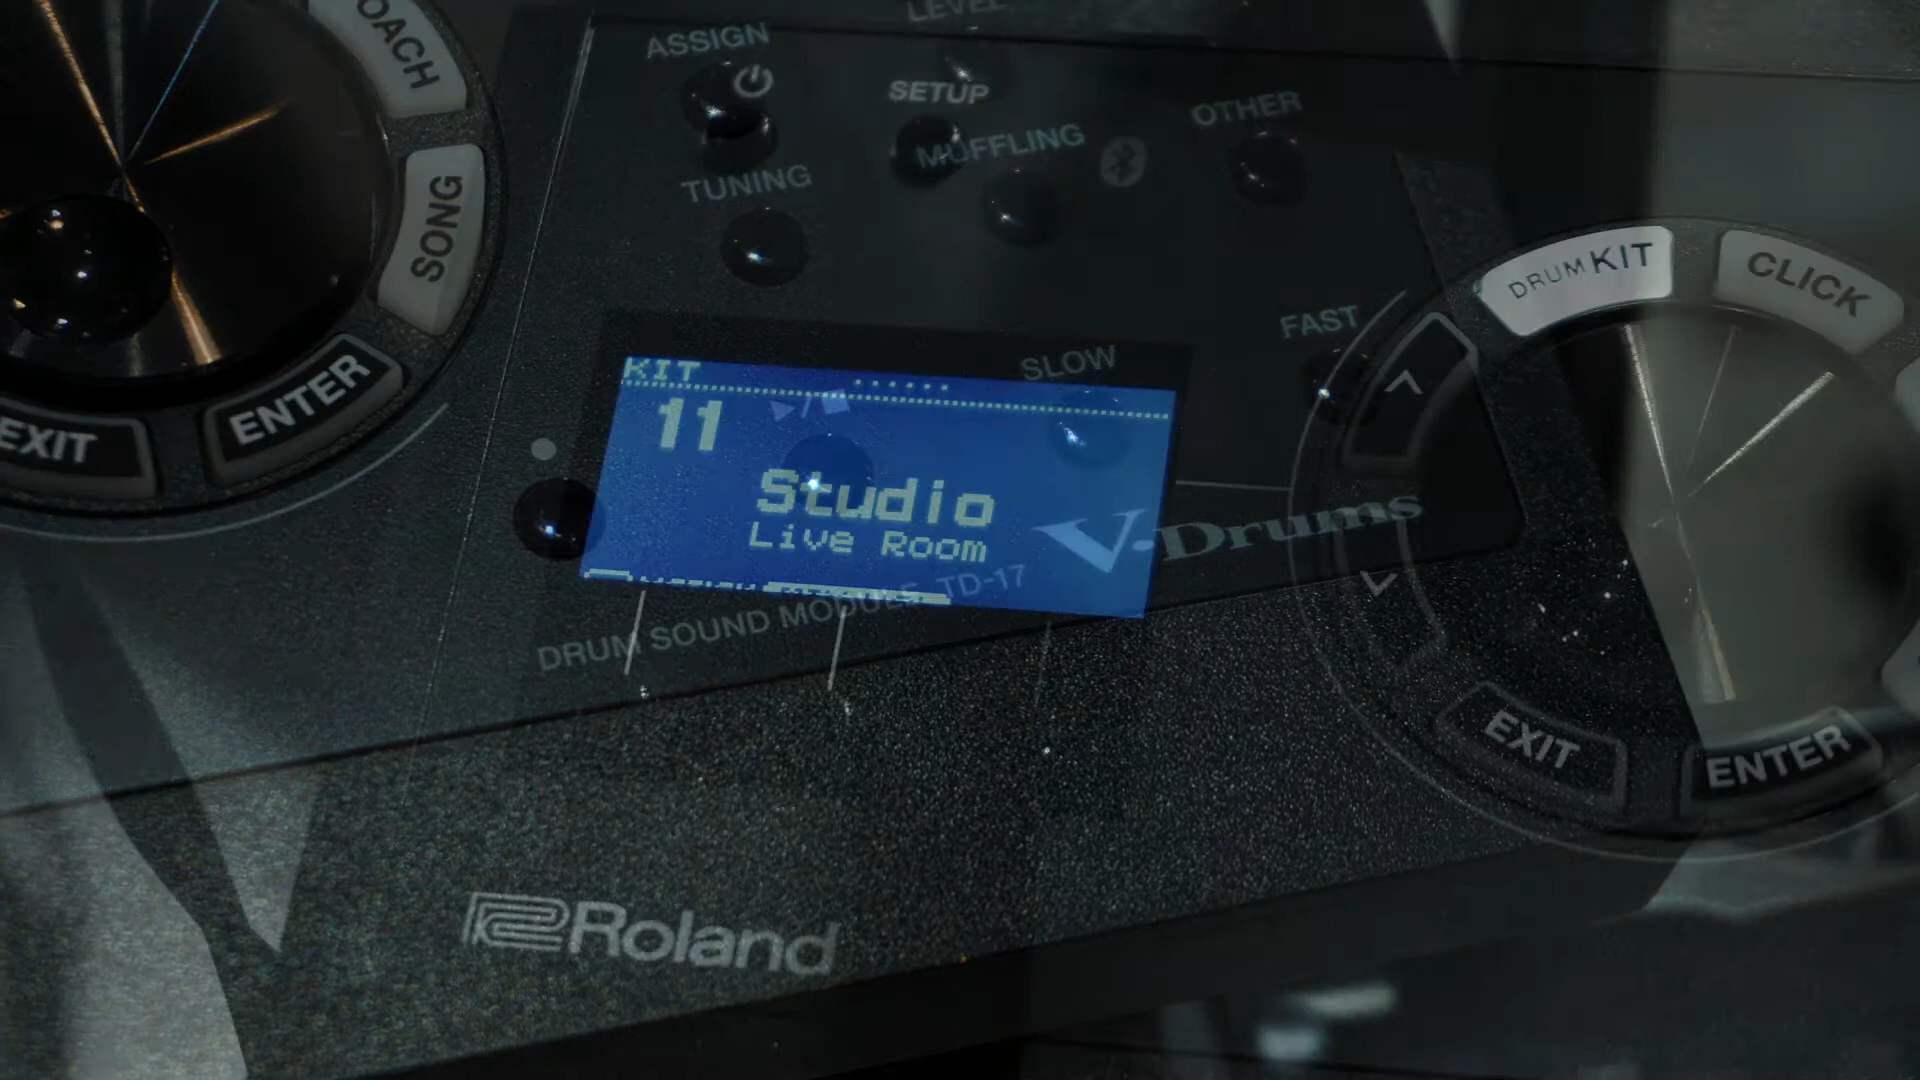 LEVEL
ASSIGN
OACH
SETUP
OTHER
MUFFLING
TUNING
SONG
DRUM KIT
CLICK
FAST
SLOW
KIT
11
ENTER
EXIT
Studio
Live Room
V-Drums
DRUM SOUND MODULE TD-17
EXIT
ENTER
Roland